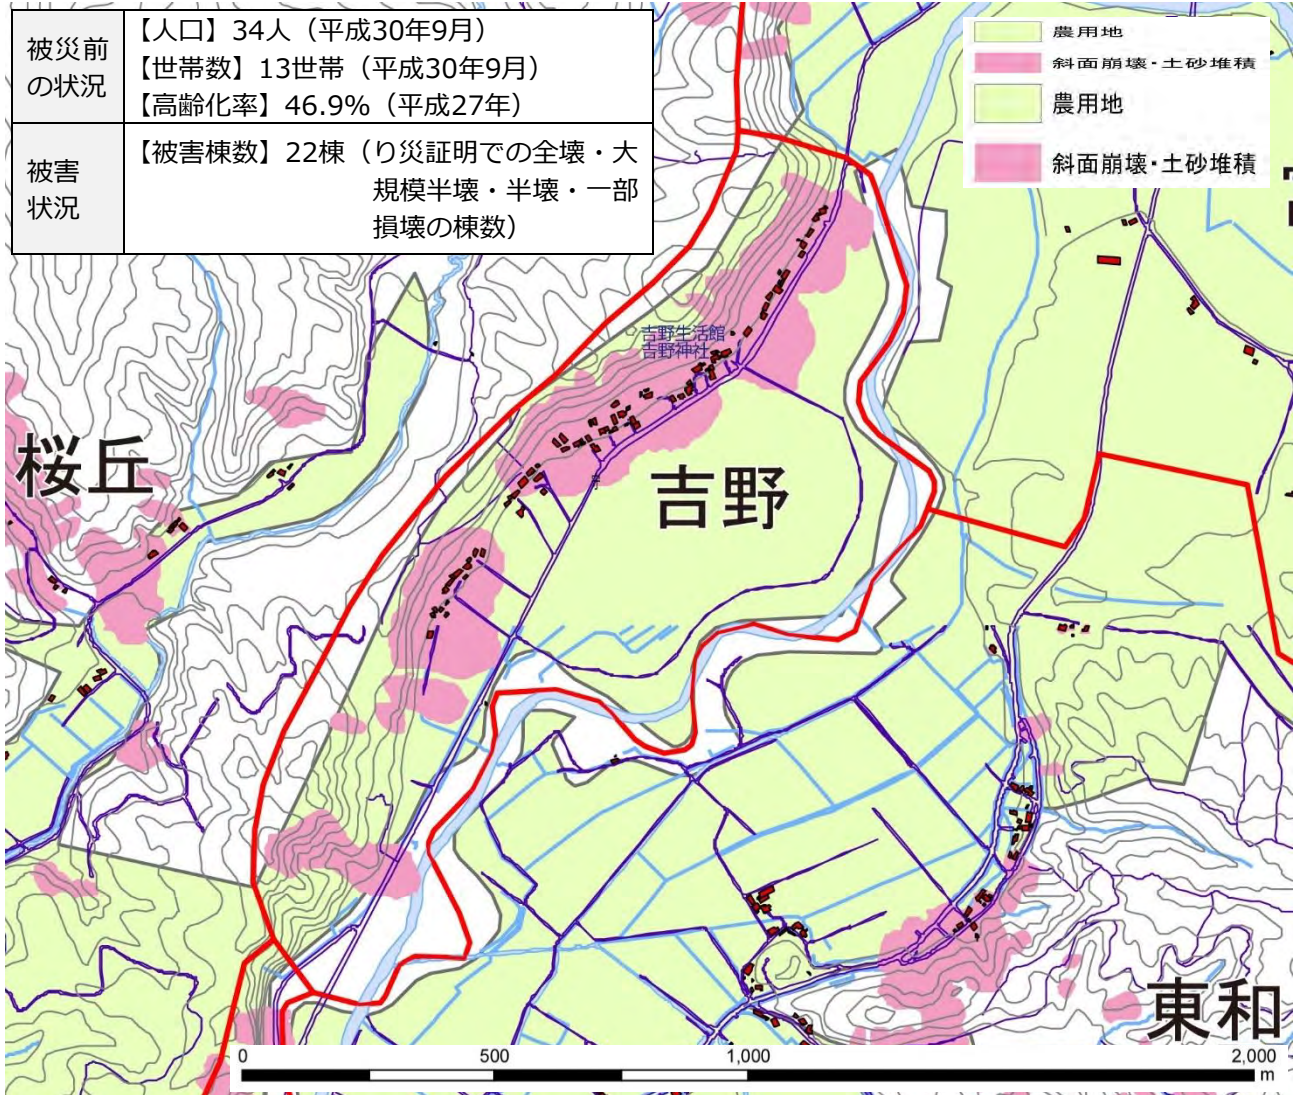 被災前
の状況
【人口】34人（平成30年9月）
【世帯数】13世帯（平成30年9月）
【高齢化率】46.9%（平成27年）
被害
状況
【被害棟数】22棟（り災証明での全壊・大
規模半壊・半壊・一部
損壊の棟数）
農用地
斜面崩壊・土砂堆積
農用地
斜面崩壊・土砂堆積
吉野生活館
吉野神社
桜丘
吉野
東和
0 500 1,000 2,000
m